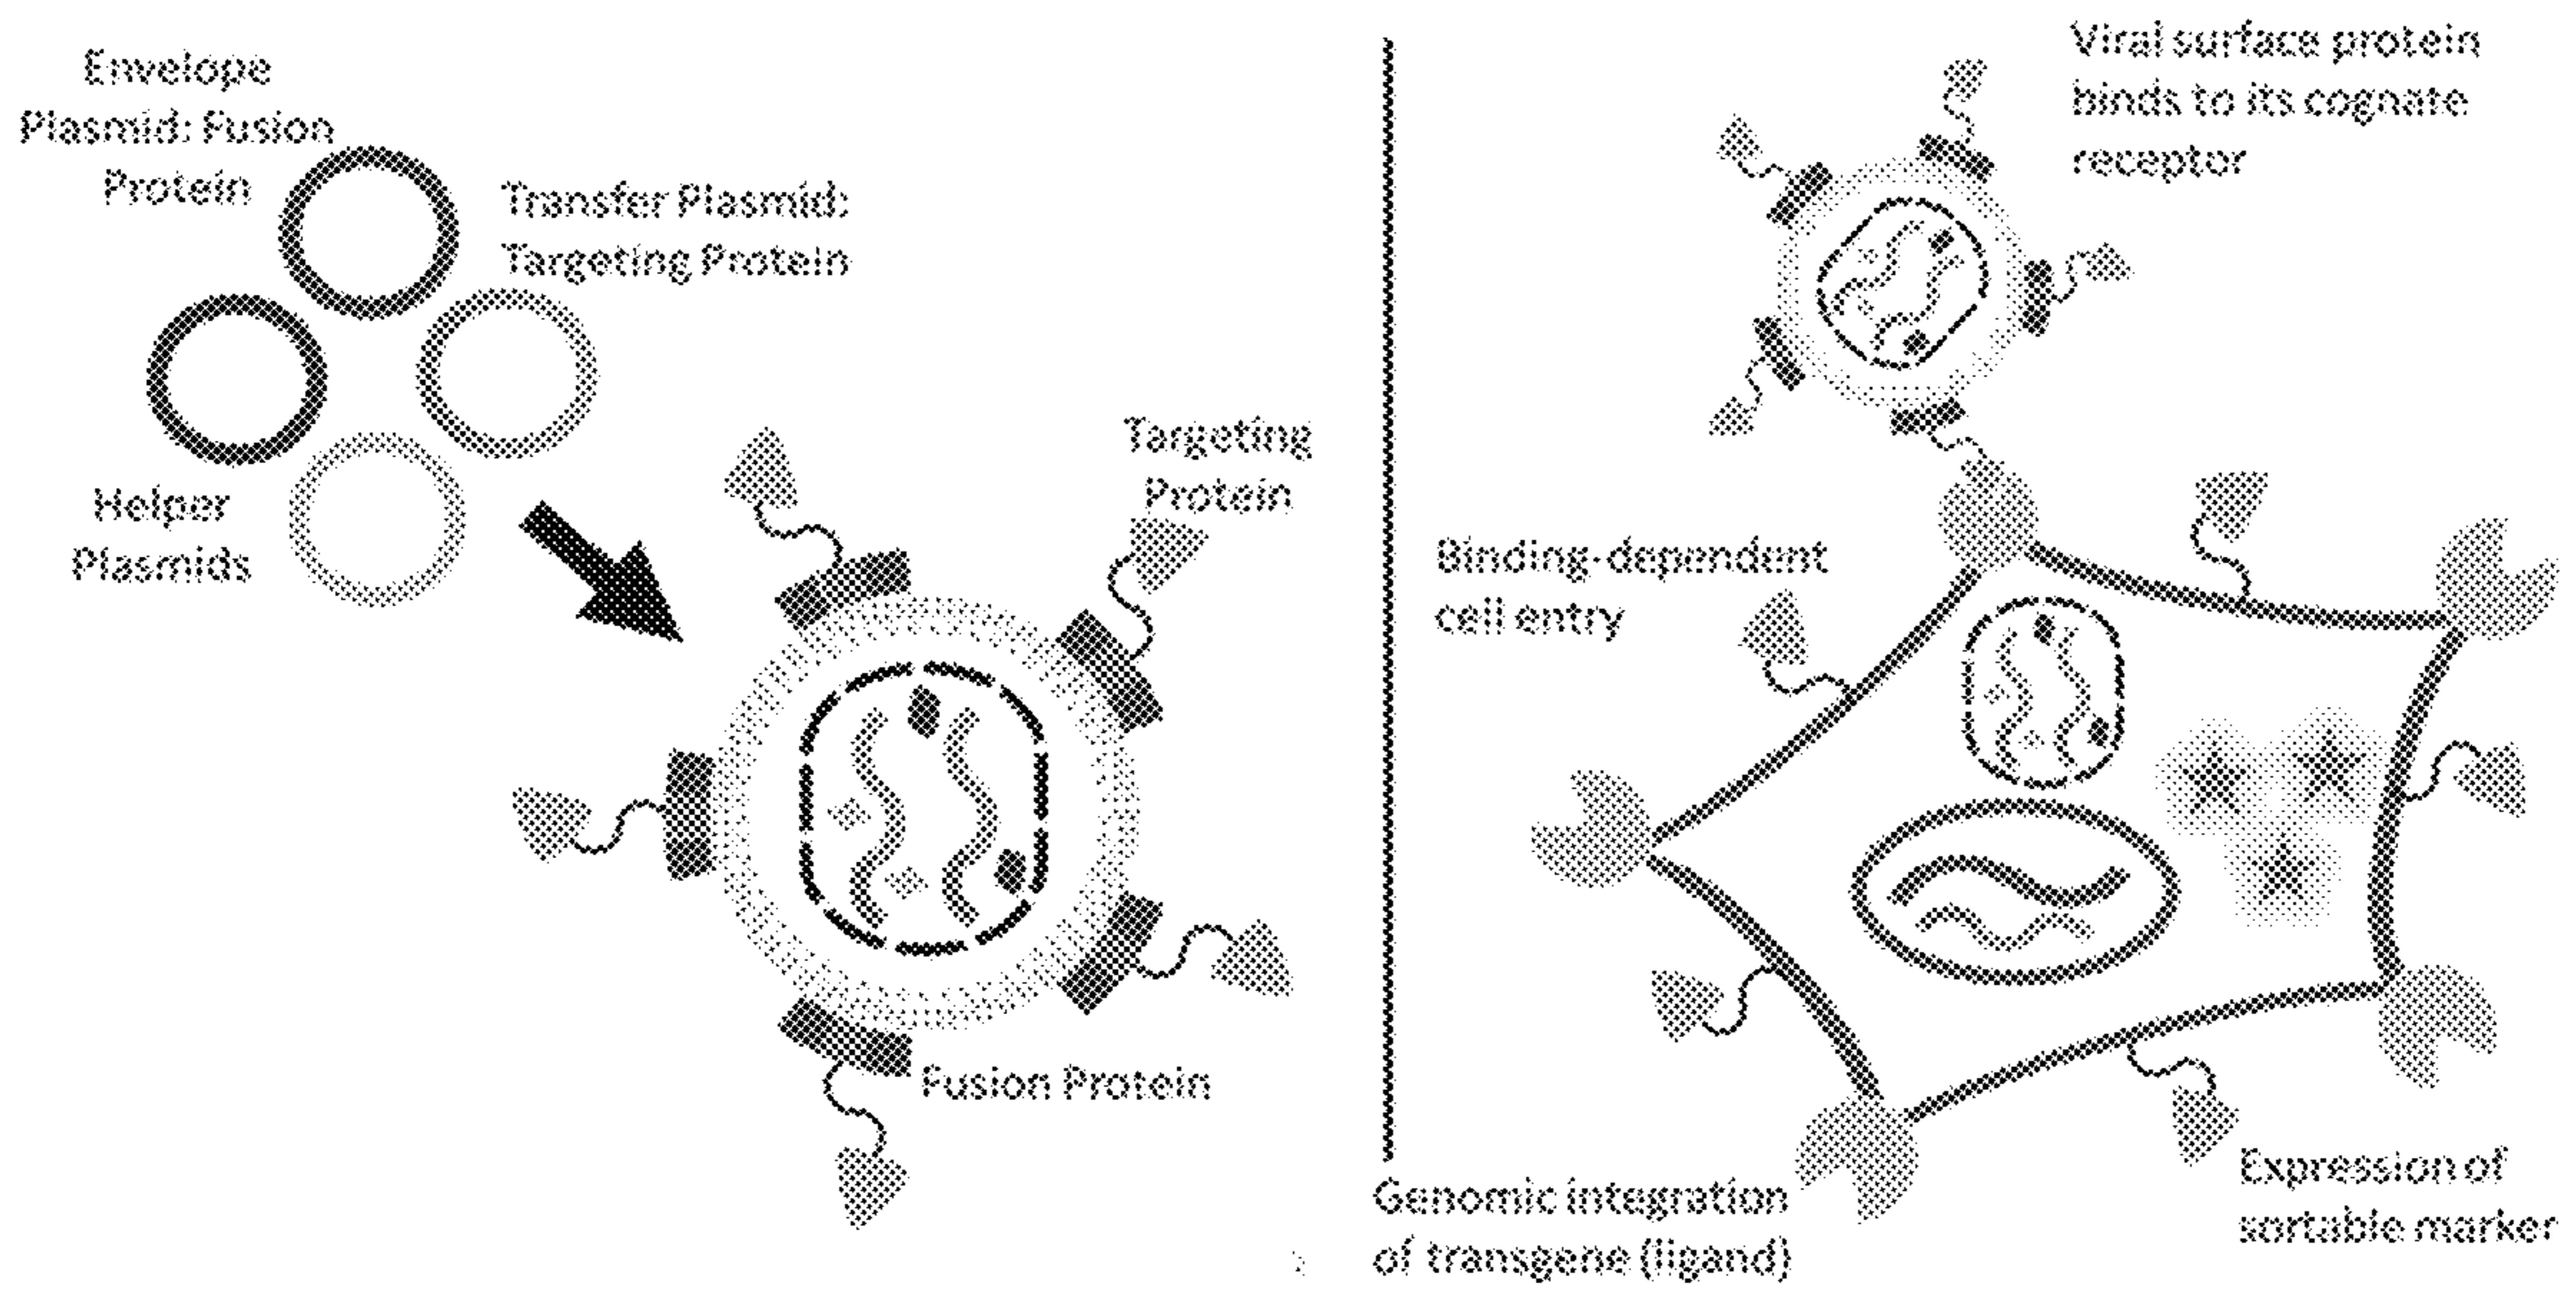 Envelope
Plasmid: Fusion
Protein
Transfer Plasmid:
Targeting Protein
Helper
Plasmids
Targeting
Protein
Fusion Protein
Viral surface protein
binds to its cognate
receptor
Binding-dependent
cell entry
Genomic integration
of transgene (ligand)
Expression of
sortable marker